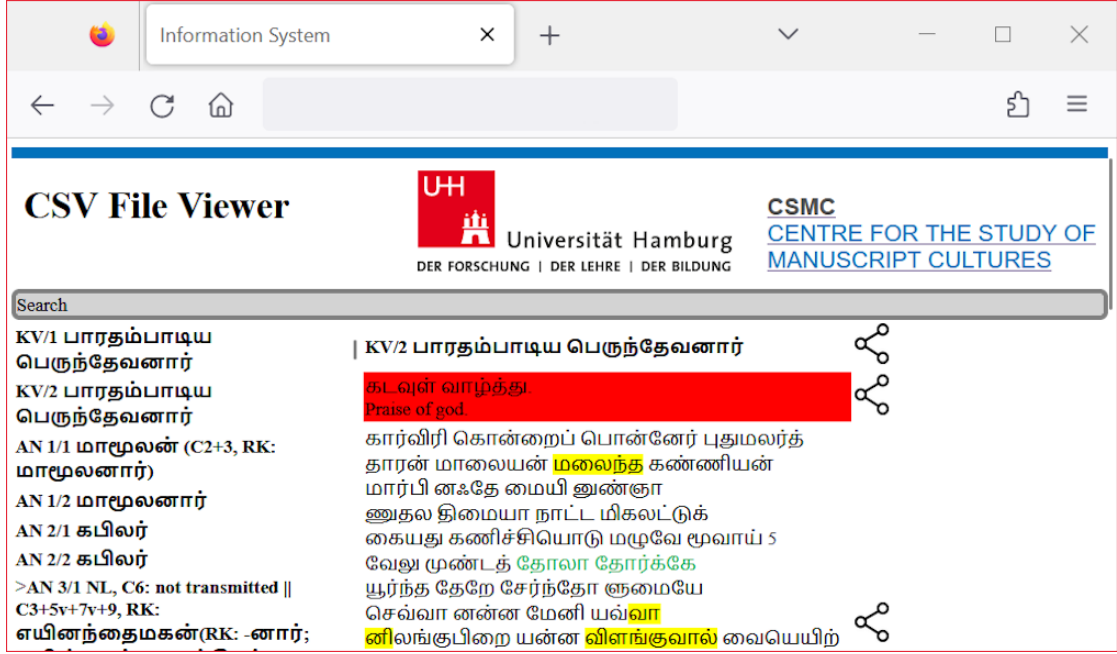 Information System
CSV File Viewer
UH
Universität Hamburg
DER FORSCHUNG | DER LEHRE | DER BILDUNG
CSMC
CENTRE FOR THE STUDY OF
MANUSCRIPT CULTURES
Search
KV/1 பாரதம்பாடிய
பெருந்தேவனார்
KV/2 பாரதம்பாடிய
பெருந்தேவனார்
AN 1/1 மாமூலன் (C2+3, RK:
மாமூலனார்)
AN 1/2 மாமூலனார்
AN 2/1 கபிலர்
AN 2/2 கபிலர்
>AN 3/1 NL, C6: not transmitted ||
C3+5v+7v+9, RK:
எயினந்தைமகன்(RK: -னார்;
KV/2 பாரதம்பாடிய பெருந்தேவனார்
கடவுள் வாழ்த்து.
Praise of god.
கார்விரி கொன்றைப் பொன்னேர் புதுமலர்த்
தாரன் மாலையன் மலைந்த கண்ணியன்
மார்பி னஃதே மையி னுண்ஞா
ணுதல திமையா நாட்ட மிகலட்டுக்
கையது கணிச்சியொடு மழுவே மூவாய் 5
வேலு முண்டத் தோலா தோர்க்கே
யூர்ந்த தேறே சேர்ந்தோ ளுமையே
செவ்வா னன்ன மேனி யவ்வா
னிலங்குபிறை யன்ன விளங்குவால் வையெயிற்